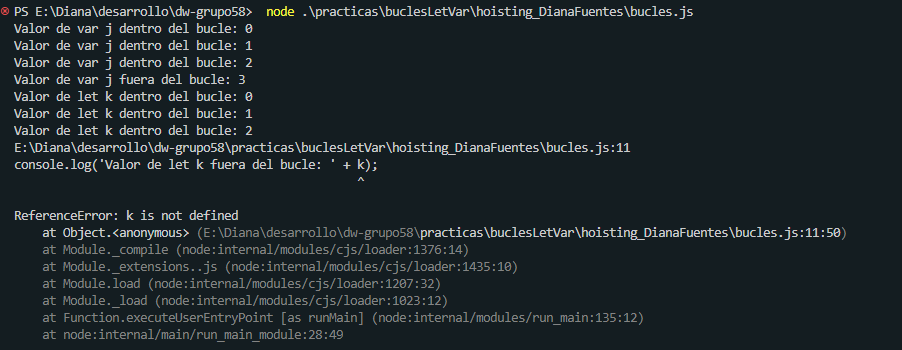 PS E:\Diana\desarrollo\dw-grupo58> node .\practicas\buclesLetVar\hoisting_DianaFuentes\bucles.js
Valor de var j dentro del bucle: 0
Valor de var j dentro del bucle: 1
Valor de var j dentro del bucle: 2
Valor de var j fuera del bucle: 3
Valor de let k dentro del bucle: 0
Valor de let k dentro del bucle: 1
Valor de let k dentro del bucle: 2
E:\Diana\desarrollo\dw-grupo58\practicas\buclesLetVar\hoisting_DianaFuentes\bucles.js:11
console.log('Valor de let k fuera del bucle: ' + k);
^
ReferenceError: k is not defined
at Object.<anonymous> (E:\Diana\desarrollo\dw-grupo58\practicas\buclesLetVar\hoisting_DianaFuentes\bucles.js:11:50)
at Module._compile (node:internal/modules/cjs/loader:1376:14)
at Module._extensions..js (node:internal/modules/cjs/loader:1435:10)
at Module.load (node:internal/modules/cjs/loader:1207:32)
at Module._load (node:internal/modules/cjs/loader:1023:12)
at Function.executeUserEntryPoint [as runMain] (node:internal/modules/run_main:135:12)
at node:internal/main/run_main_module:28:49